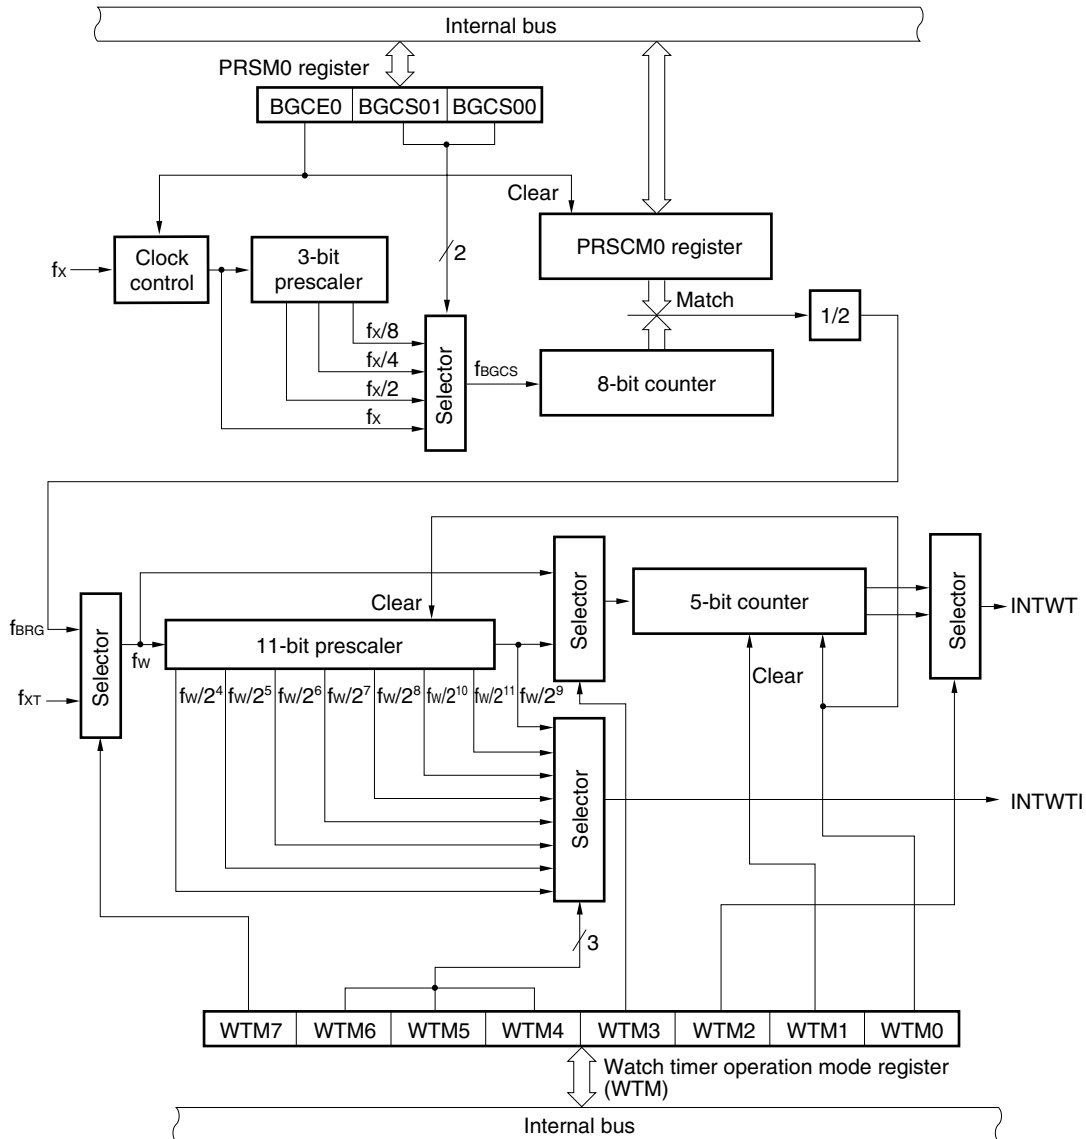 Internal bus
PRSM0 register
BGCE0 BGCS01 BGCS00
Clear
PRSCM0 register
2
fX
Clock
control
3-bit
prescaler
Match
1/2
fX/8
fX/4
fX/2
fX
Selector
fBGCS
8-bit counter
Clear
Selector
5-bit counter
Selector
INTWT
fBRG
fXT
Selector
fW
11-bit prescaler
Clear
fW/2⁴ fW/2⁵ fW/2⁶ fW/2⁷ fW/2⁸ fW/2¹⁰ fW/2¹¹ fW/2⁹
Selector
INTWTI
3
WTM7 WTM6 WTM5 WTM4 WTM3 WTM2 WTM1 WTM0
Watch timer operation mode register
(WTM)
Internal bus